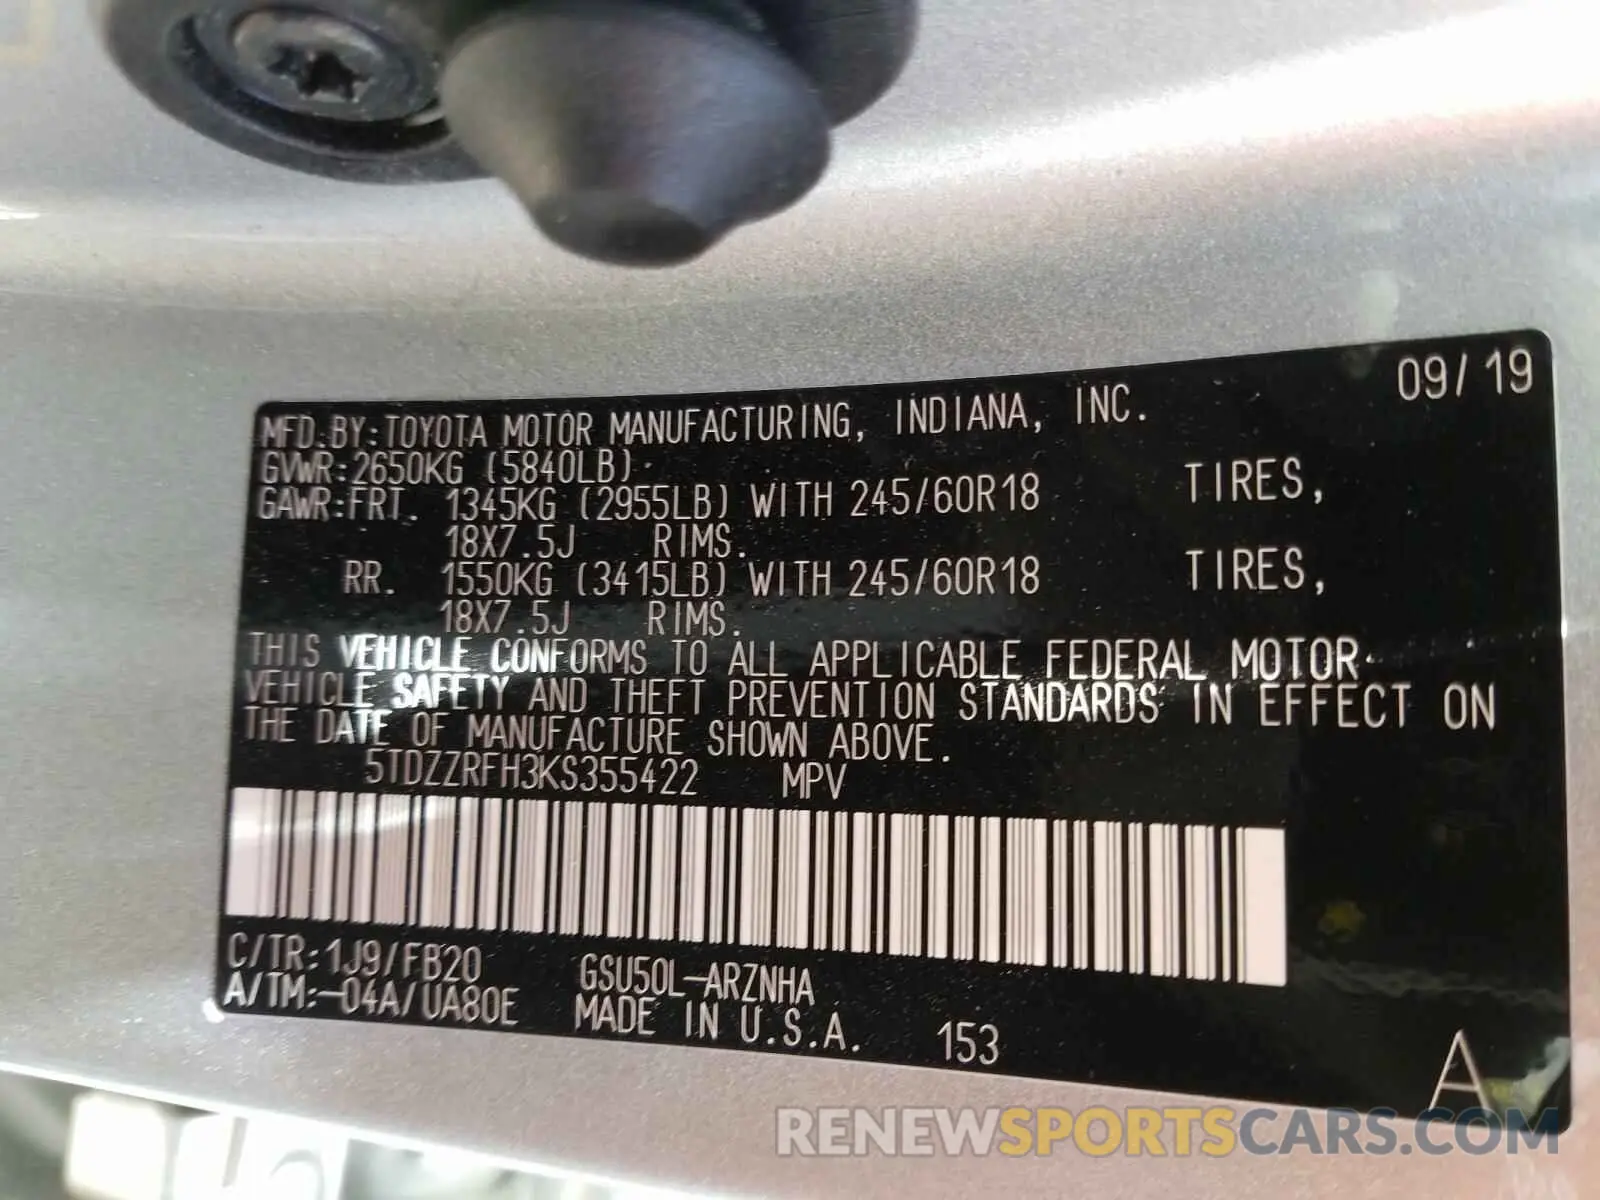 09/19
MFD.BY:TOYOTA MOTOR MANUFACTURING, INDIANA, INC.
GVWR:2650KG (5840LB)
GAWR:FRT. 1345KG (2955LB) WITH 245/60R18 TIRES,
18X7.5J RIMS.
RR. 1550KG (3415LB) WITH 245/60R18 TIRES,
18X7.5J RIMS.
THIS VEHICLE CONFORMS TO ALL APPLICABLE FEDERAL MOTOR
VEHICLE SAFETY AND THEFT PREVENTION STANDARDS IN EFFECT ON
THE DATE OF MANUFACTURE SHOWN ABOVE.
5TDZZRFH3KS355422 MPV
C/TR:1J9/FB20 GSU50L-ARZNHA
A/TM:-04A/UA80E MADE IN U.S.A. 153
A
RENEWSPORTSCARS.COM